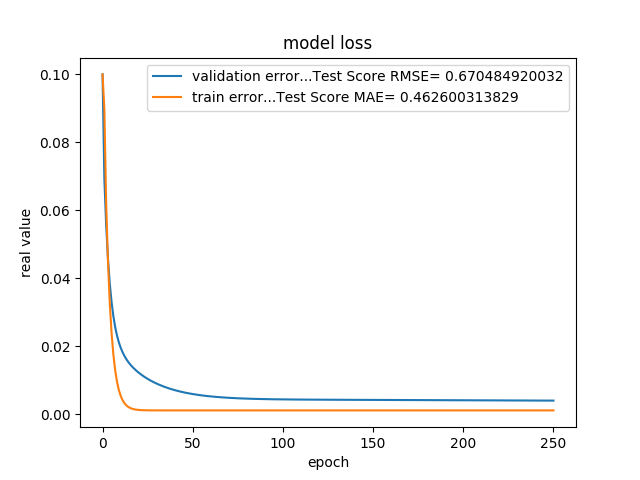 model loss
validation error...Test Score RMSE= 0.670484920032
train error...Test Score MAE= 0.462600313829
real value
0.10
0.08
0.06
0.04
0.02
0.00
0 50 100 150 200 250
epoch